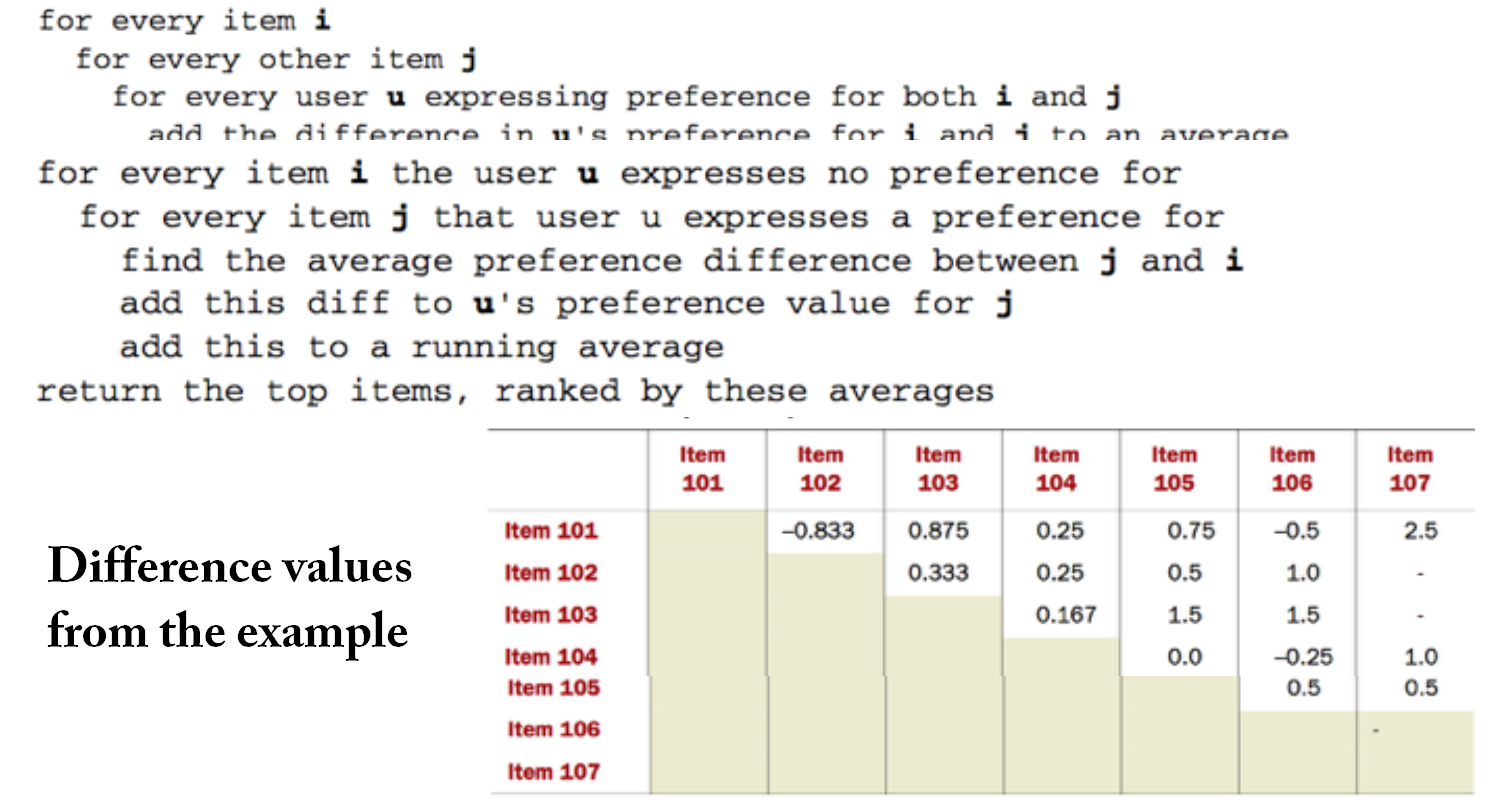 for every item i
for every other item j
for every user u expressing preference for both i and j
add the difference in u's preference for i and j to an average
for every item i the user u expresses no preference for
for every item j that user u expresses a preference for
find the average preference difference between j and i
add this diff to u's preference value for j
add this to a running average
return the top items, ranked by these averages
Difference values
from the example
Item 101 Item 102 Item 103 Item 104 Item 105 Item 106 Item 107
Item 101 –0.833 0.875 0.25 0.75 –0.5 2.5
Item 102 0.333 0.25 0.5 1.0 -
Item 103 0.167 1.5 1.5 -
Item 104 0.0 –0.25 1.0
Item 105 0.5 0.5
Item 106 -
Item 107